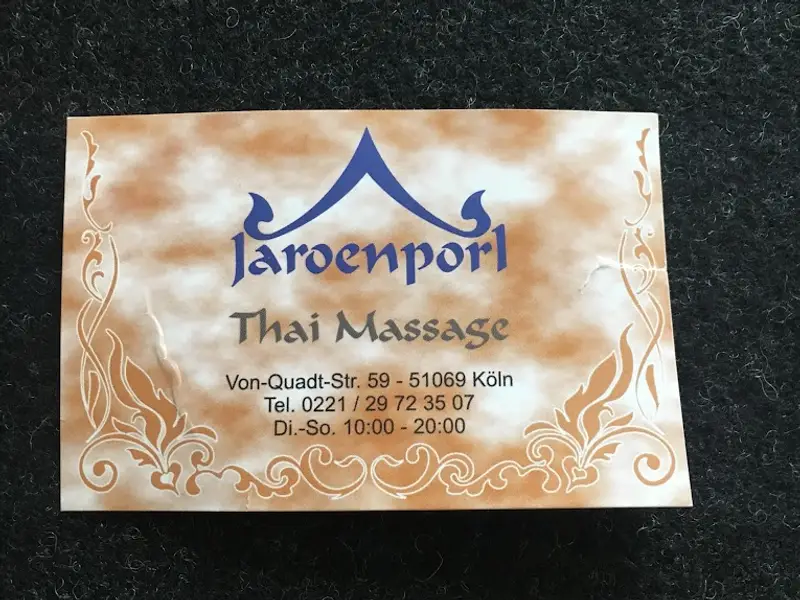 Jaroenporl
Thai Massage
Von-Quadt-Str. 59 - 51069 Köln
Tel. 0221 / 29 72 35 07
Di.-So. 10:00 - 20:00